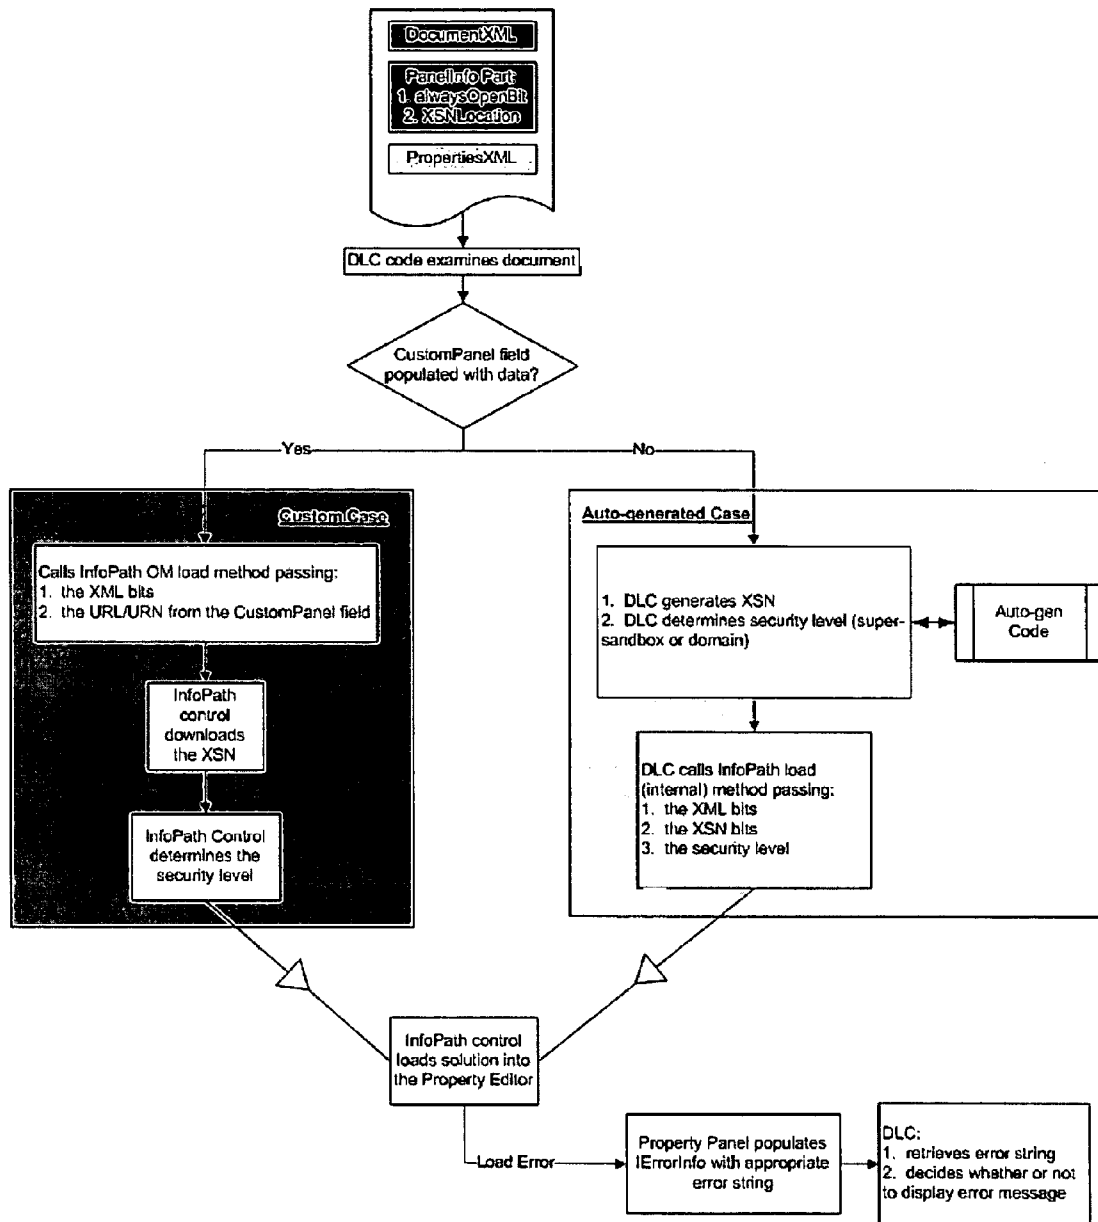 DocumentXML
PanelInfo Part:
1. alwaysOpenBit
2. XSNLocation
PropertiesXML
DLC code examines document
CustomPanel field
populated with data?
Yes
No
Custom Case
Calls InfoPath OM load method passing:
1. the XML bits
2. the URL/URN from the CustomPanel field
InfoPath
control
downloads
the XSN
InfoPath Control
determines the
security level
Auto-generated Case
1. DLC generates XSN
2. DLC determines security level (super-
sandbox or domain)
Auto-gen
Code
DLC calls InfoPath load
(internal) method passing:
1. the XML bits
2. the XSN bits
3. the security level
InfoPath control
loads solution into
the Property Editor
Load Error
Property Panel populates
IErrorInfo with appropriate
error string
DLC:
1. retrieves error string
2. decides whether or not
to display error message